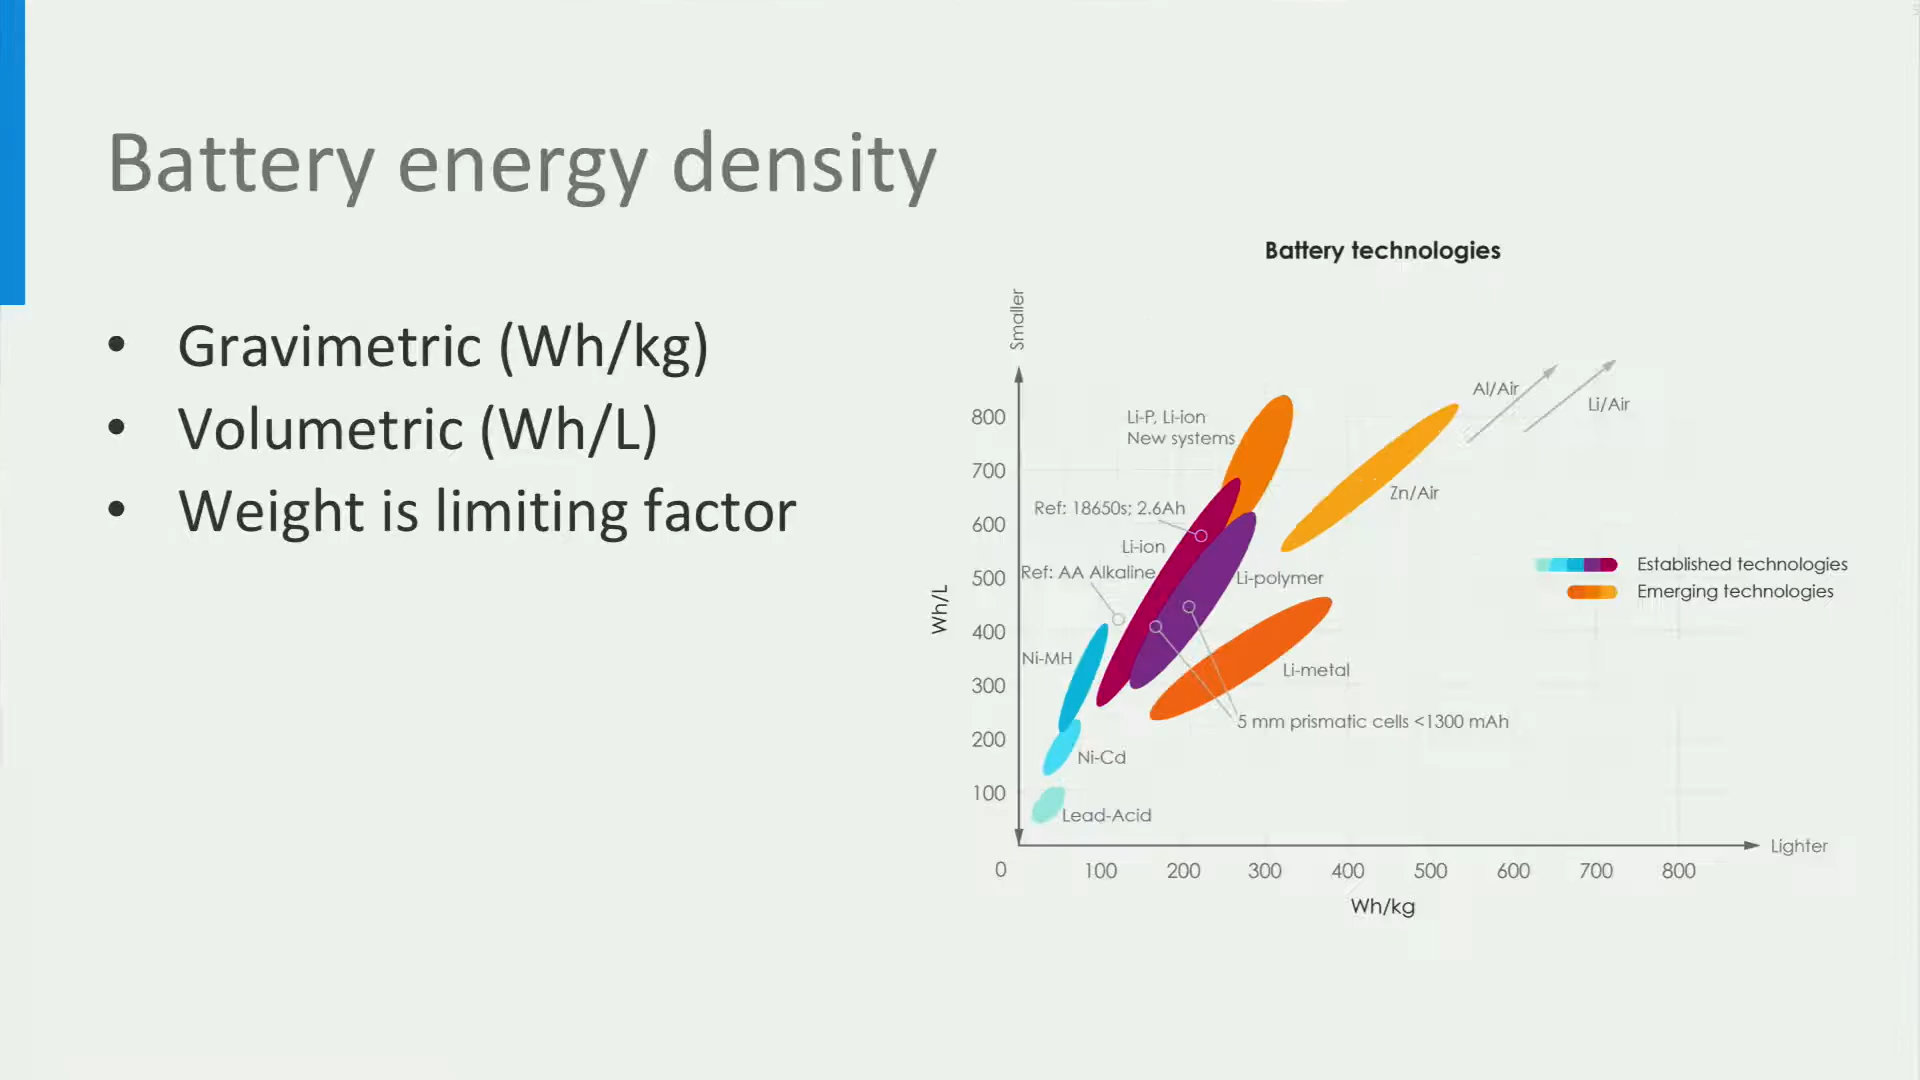 Battery energy density
• Gravimetric (Wh/kg)
• Volumetric (Wh/L)
• Weight is limiting factor
Battery technologies
Smaller
Al/Air
Li/Air
Li-P, Li-ion
New systems
Zn/Air
Ref: 18650s; 2.6Ah
Li-ion
Ref: AA Alkaline
Li-polymer
Established technologies
Emerging technologies
Ni-MH
Li-metal
5 mm prismatic cells <1300 mAh
Ni-Cd
Lead-Acid
Wh/L
800
700
600
500
400
300
200
100
0
100 200 300 400 500 600 700 800
Lighter
Wh/kg